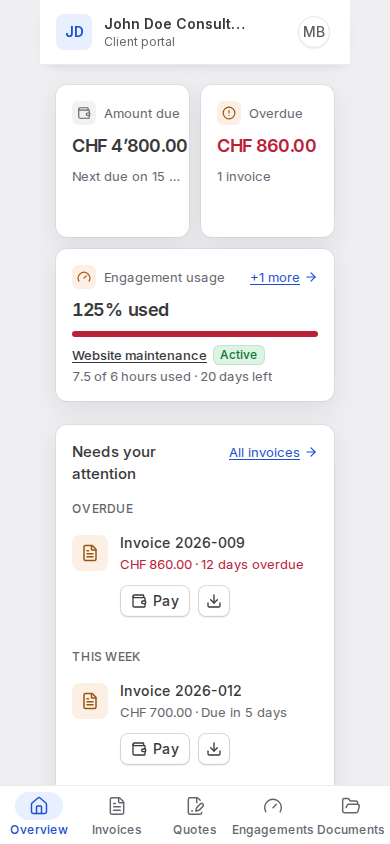 JD
John Doe Consult…
Client portal
MB
Amount due
CHF 4’800.00
Next due on 15 …
Overdue
CHF 860.00
1 invoice
Engagement usage
+1 more
125% used
Website maintenance
Active
7.5 of 6 hours used · 20 days left
Needs your
attention
All invoices
OVERDUE
Invoice 2026-009
CHF 860.00 · 12 days overdue
Pay
THIS WEEK
Invoice 2026-012
CHF 700.00 · Due in 5 days
Pay
Overview
Invoices
Quotes
Engagements
Documents